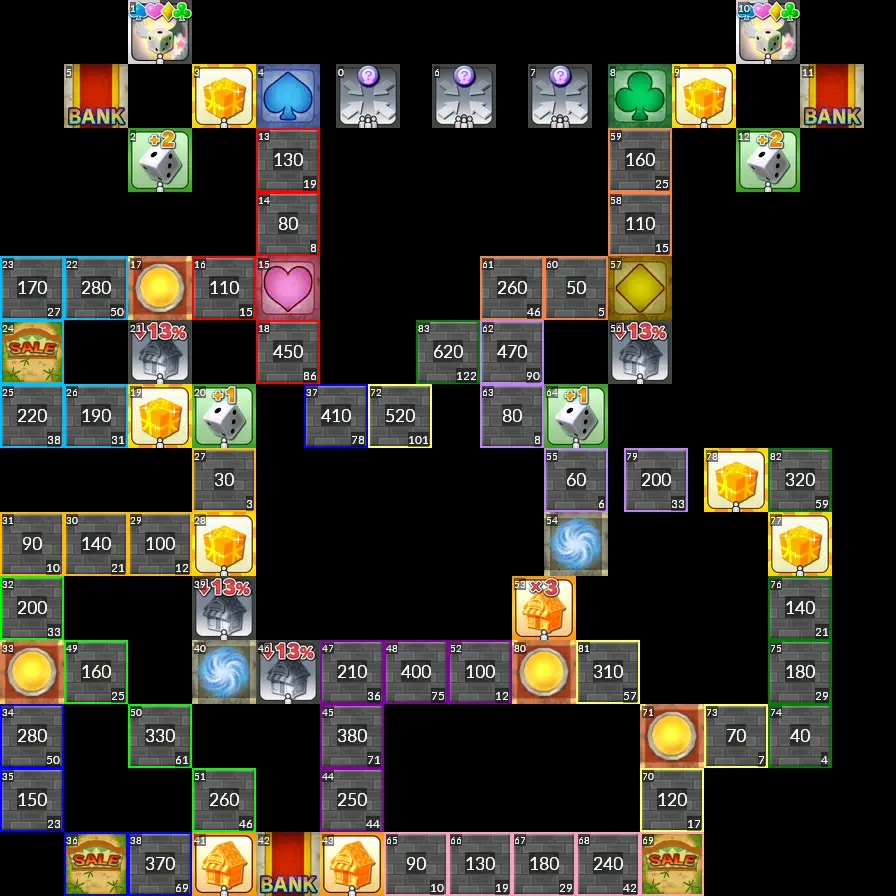 1 10
5 BANK 3 4 0 6 7 8 9 11 BANK
2 +2 13 130 19 59 160 25 12 +2
14 80 8 58 110 15
23 170 27 22 280 50 17 16 110 15 15 61 260 46 60 50 5 57
24 SALE 21 13% 18 450 86 83 620 122 62 470 90 56 13%
25 220 38 26 190 31 19 20 +1 37 410 78 72 520 101 63 80 8 64 +1
27 30 3 55 60 6 79 200 33 78 82 320 59
31 90 10 30 140 21 29 100 12 28 54 77
32 200 33 39 13% 53 ×3 76 140 21
33 49 160 25 40 46 13% 47 210 36 48 400 75 52 100 12 80 81 310 57 75 180 29
34 280 50 50 330 61 45 380 71 71 73 70 7 74 40 4
35 150 23 51 260 46 44 250 44 70 120 17
36 SALE 38 370 69 41 42 BANK 43 65 90 10 66 130 19 67 180 29 68 240 42 69 SALE